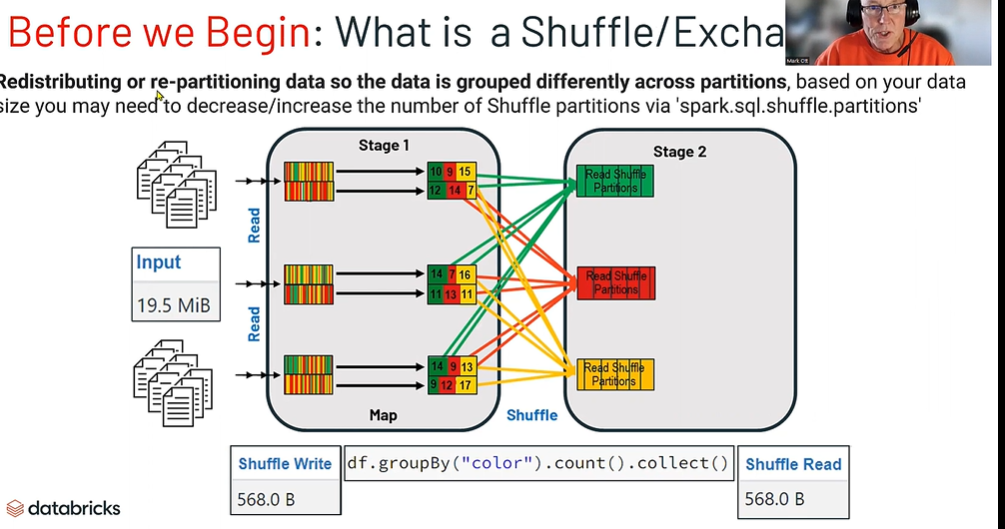 Before we Begin: What is a Shuffle/Excha
Mark Ott
Redistributing or re-partitioning data so the data is grouped differently across partitions, based on your data
size you may need to decrease/increase the number of Shuffle partitions via 'spark.sql.shuffle.partitions'
Stage 1
Stage 2
10 9 15
12 14 7
Read Shuffle
Partitions
Read
Input
19.5 MiB
14 7 16
11 13 11
Read Shuffle
Partitions
Read
14 9 13
9 12 17
Read Shuffle
Partitions
Map
Shuffle
Shuffle Write
568.0 B
df.groupBy("color").count().collect()
Shuffle Read
568.0 B
databricks